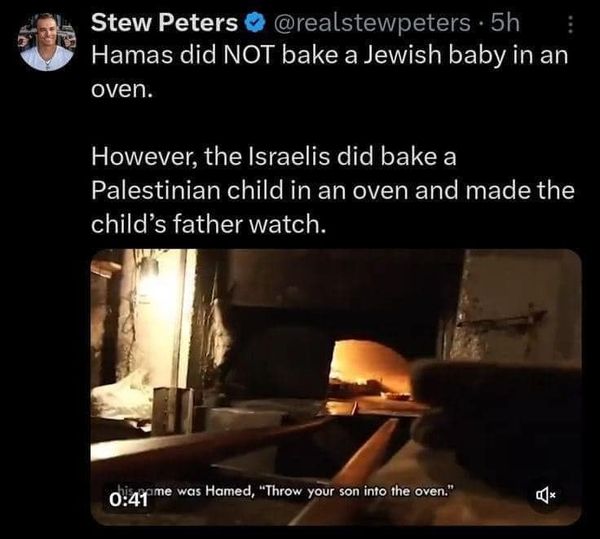 Stew Peters @realstewpeters · 5h
Hamas did NOT bake a Jewish baby in an
oven.
However, the Israelis did bake a
Palestinian child in an oven and made the
child's father watch.
me was Hamed, "Throw your son into the oven."
0:41